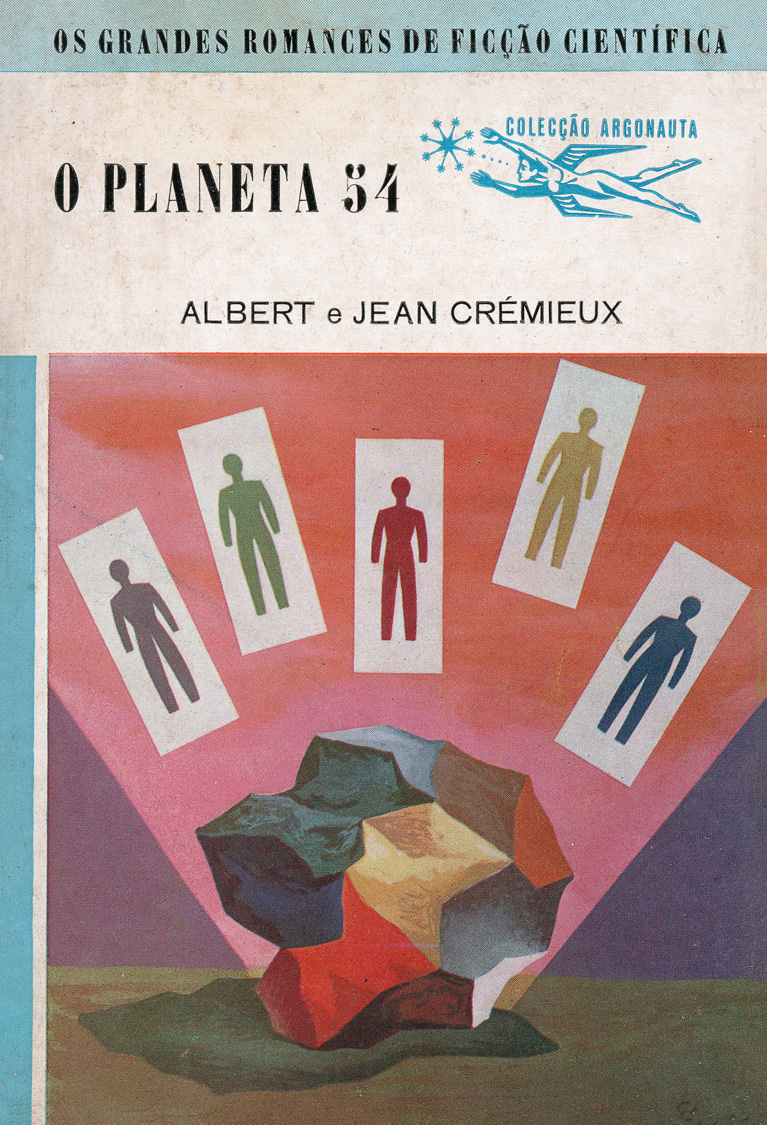 OS GRANDES ROMANCES DE FICÇÃO CIENTÍFICA
COLECÇÃO ARGONAUTA
O PLANETA 54
ALBERT e JEAN CRÉMIEUX